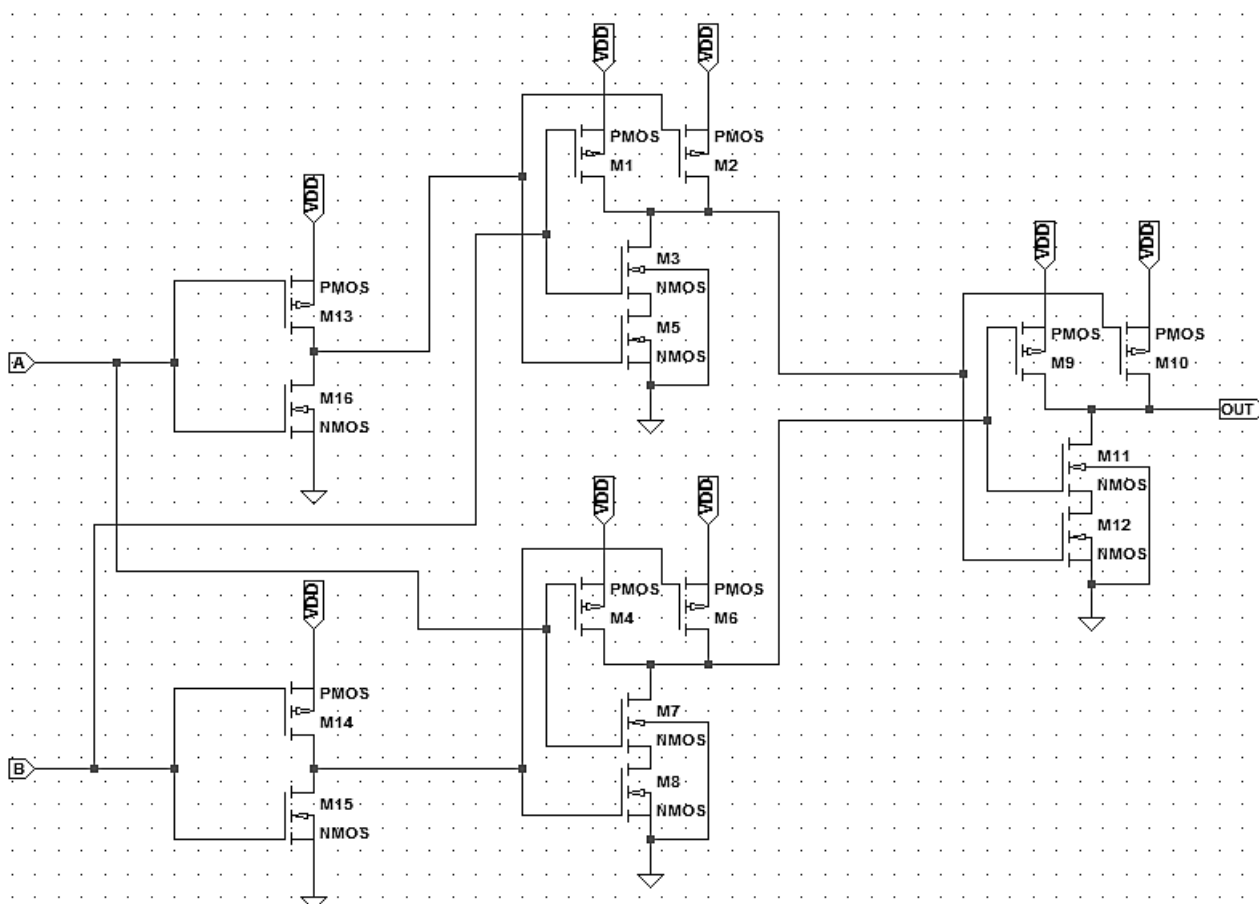 VDD
VDD
PMOS
M1
PMOS
M2
VDD
M3
NMOS
M5
NMOS
PMOS
M13
A
M16
NMOS
VDD
VDD
PMOS
M9
PMOS
M10
OUT
M11
NMOS
M12
NMOS
VDD
VDD
PMOS
M4
PMOS
M6
VDD
PMOS
M14
M7
NMOS
B
M8
NMOS
M15
NMOS